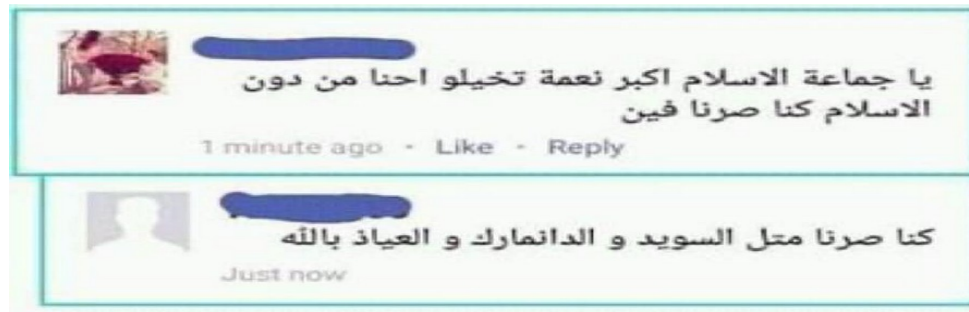 يا جماعة الاسلام اكبر نعمة تخيلو احنا من دون
الاسلام كنا صرنا فين
1 minute ago · Like · Reply
كنا صرنا متل السويد و الدانمارك و العياذ بالله
Just now